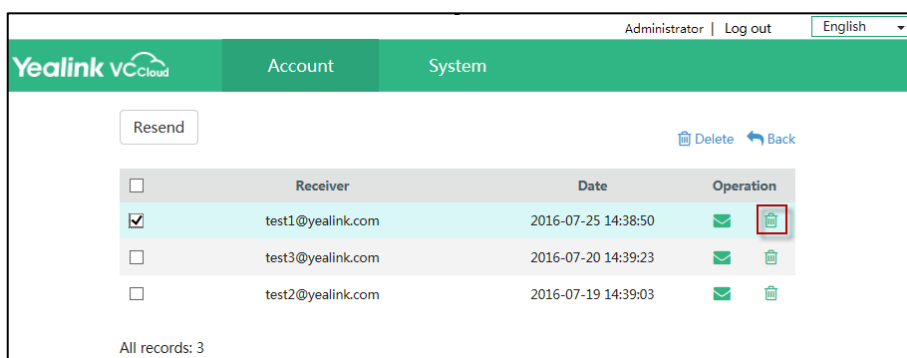 Administrator | Log out English
Yealink VCCloud Account System
Resend
Delete Back
Receiver Date Operation
test1@yealink.com 2016-07-25 14:38:50
test3@yealink.com 2016-07-20 14:39:23
test2@yealink.com 2016-07-19 14:39:03
All records: 3